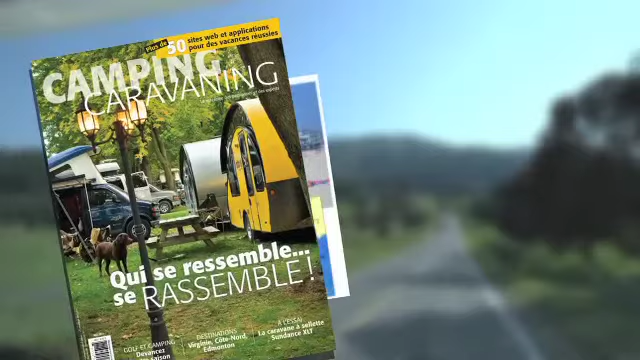 Plus de 50 sites web et applications
pour des vacances réussies
CAMPING
CARAVANING
Qui se ressemble...
se RASSEMBLE!
GOLF ET CAMPING
Devancez
saison
DESTINATIONS
Virginie, Côte-Nord,
Edmonton
À L'ESSAI
La caravane à sellette
Sundance XLT